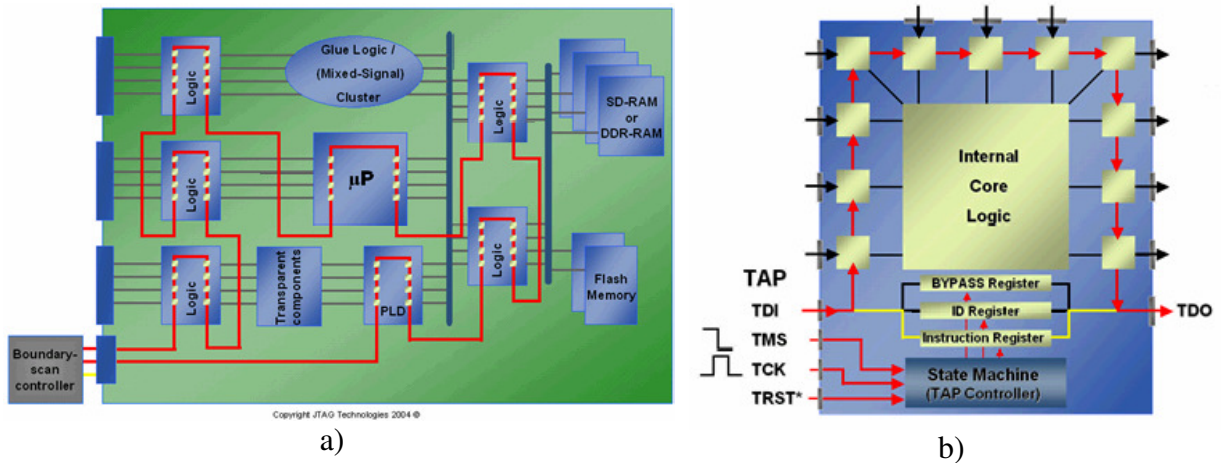 Logic
Glue Logic /
(Mixed-Signal)
Cluster
Logic
SD-RAM
or
DDR-RAM
Logic
μP
Logic
Transparent
components
PLD
Logic
Flash
Memory
Boundary-
scan
controller
Copyright JTAG Technologies 2004 ©
a)
Internal
Core
Logic
TAP
BYPASS Register
TDI
ID Register
TDO
TMS
Instruction Register
TCK
State Machine
(TAP Controller)
TRST*
b)